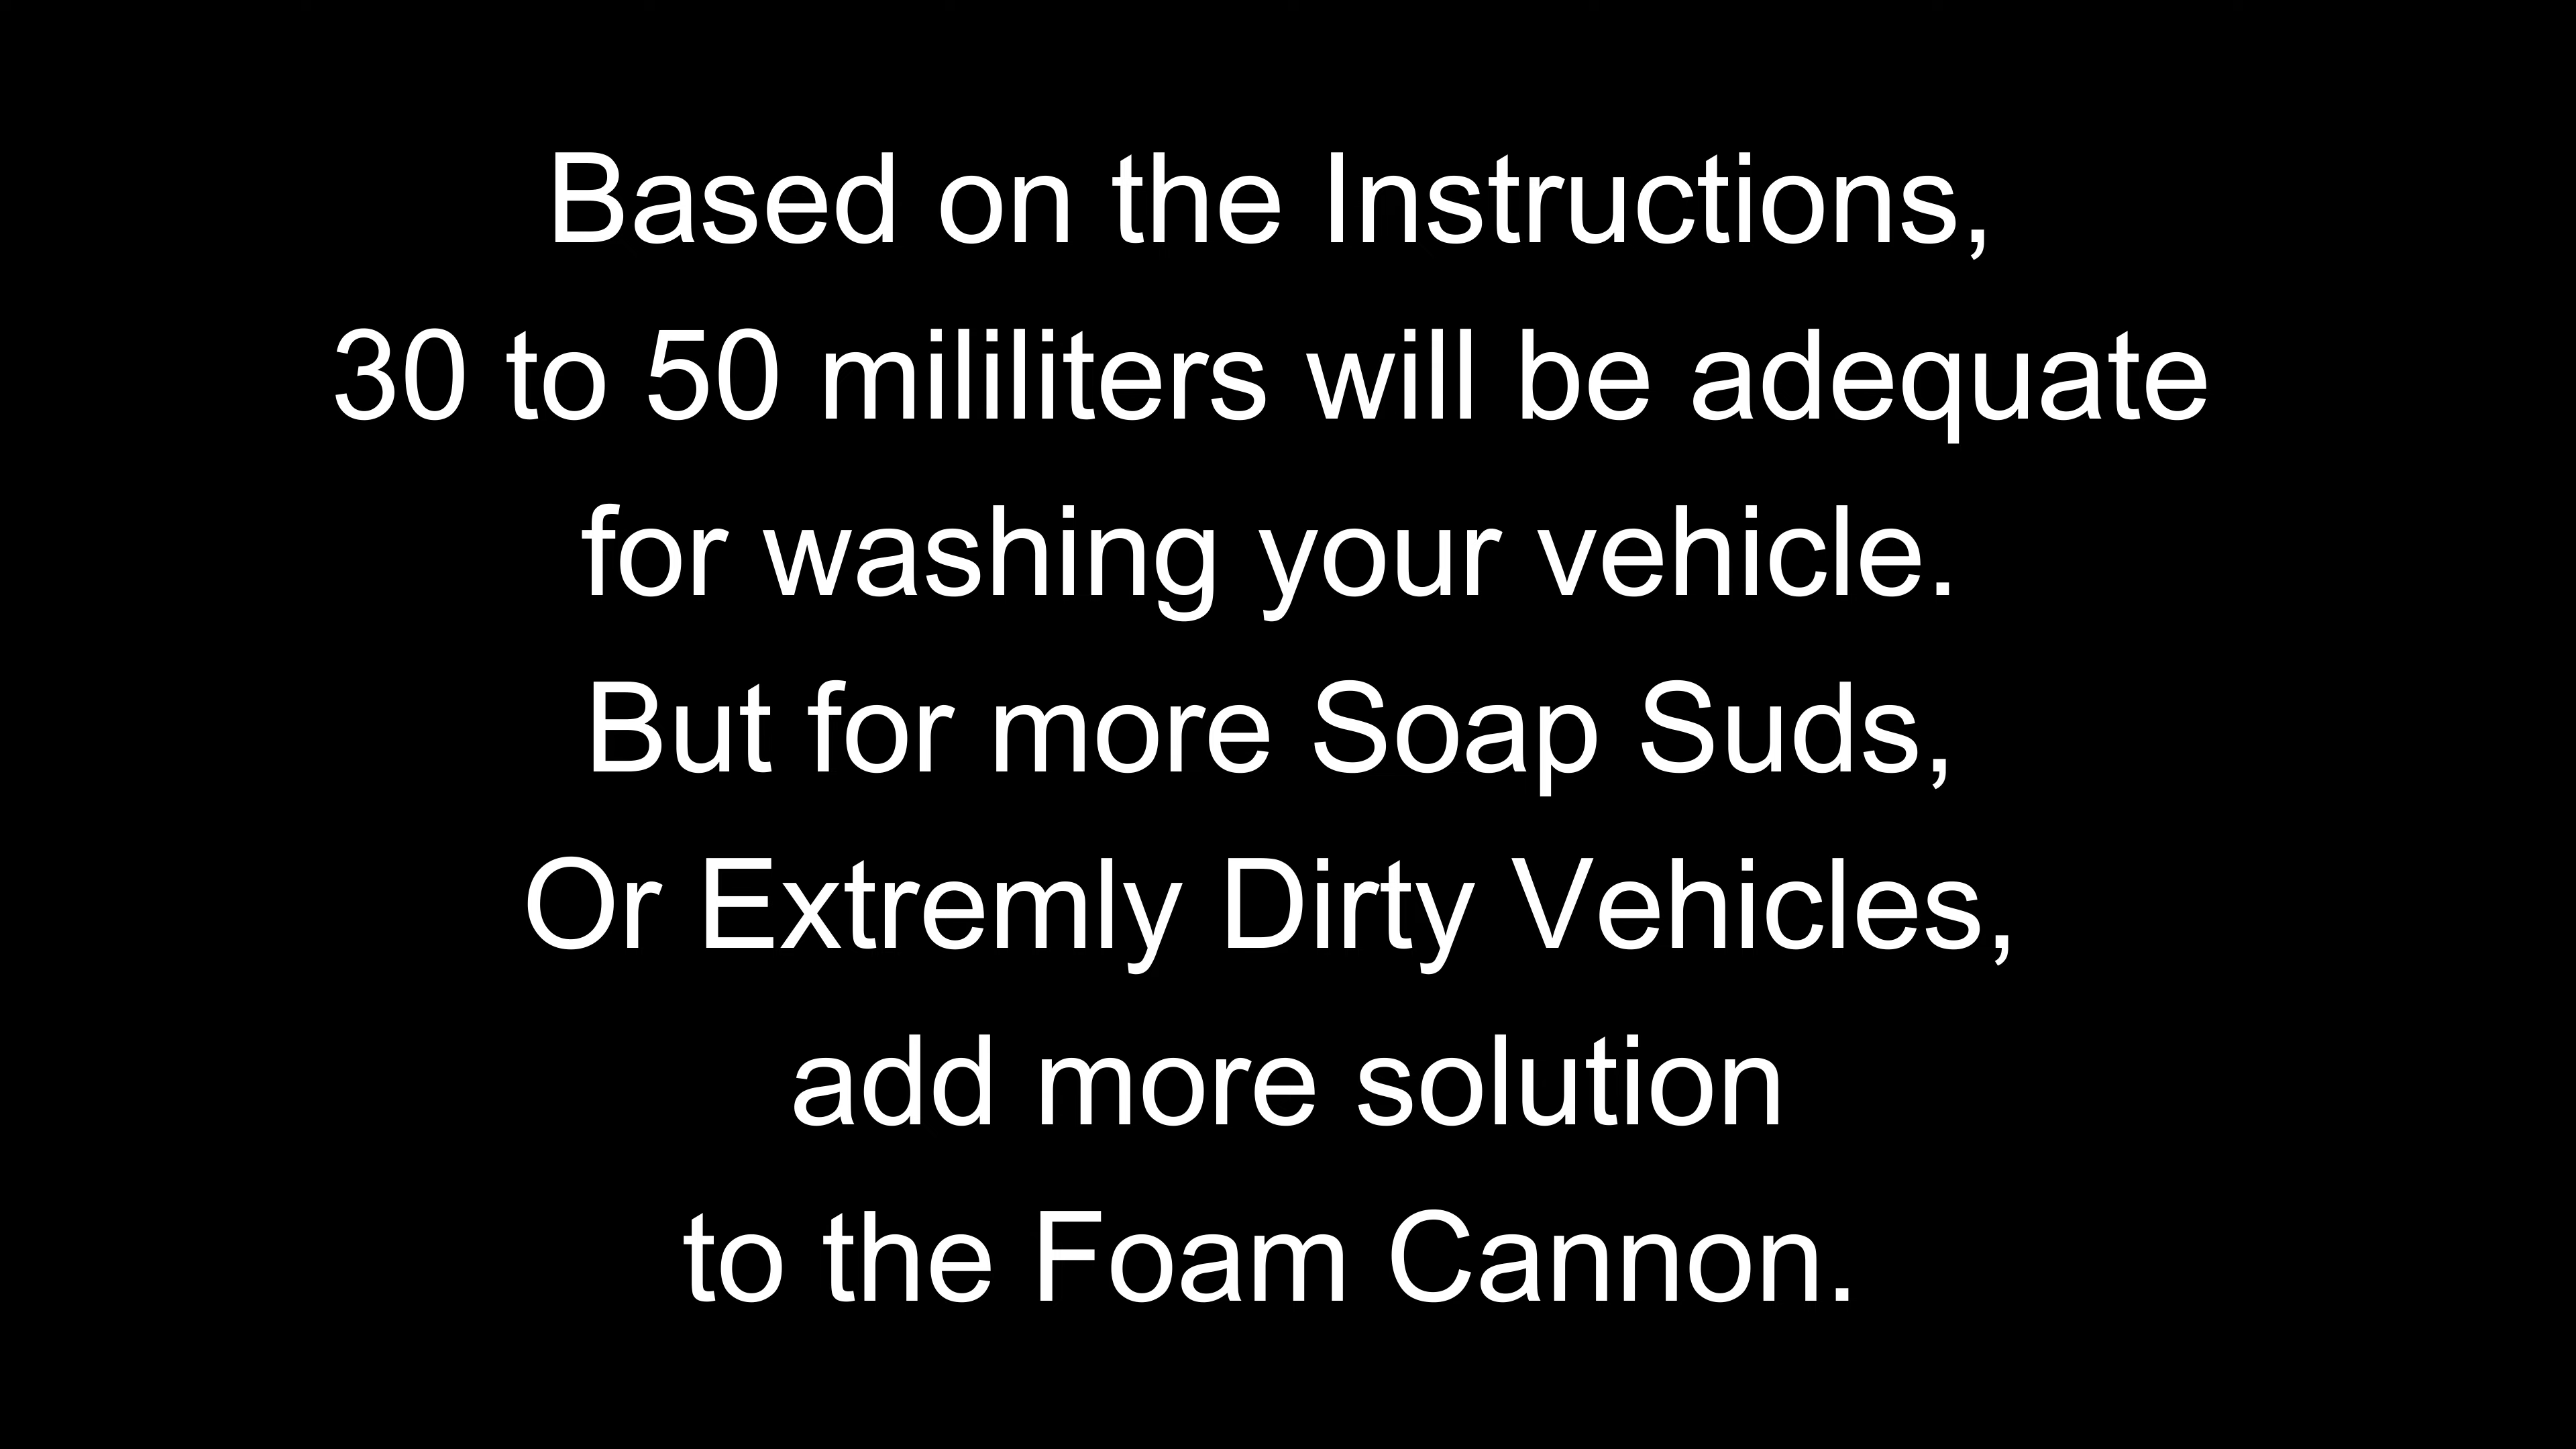 Based on the Instructions,
30 to 50 mililiters will be adequate
for washing your vehicle.
But for more Soap Suds,
Or Extremly Dirty Vehicles,
add more solution
to the Foam Cannon.